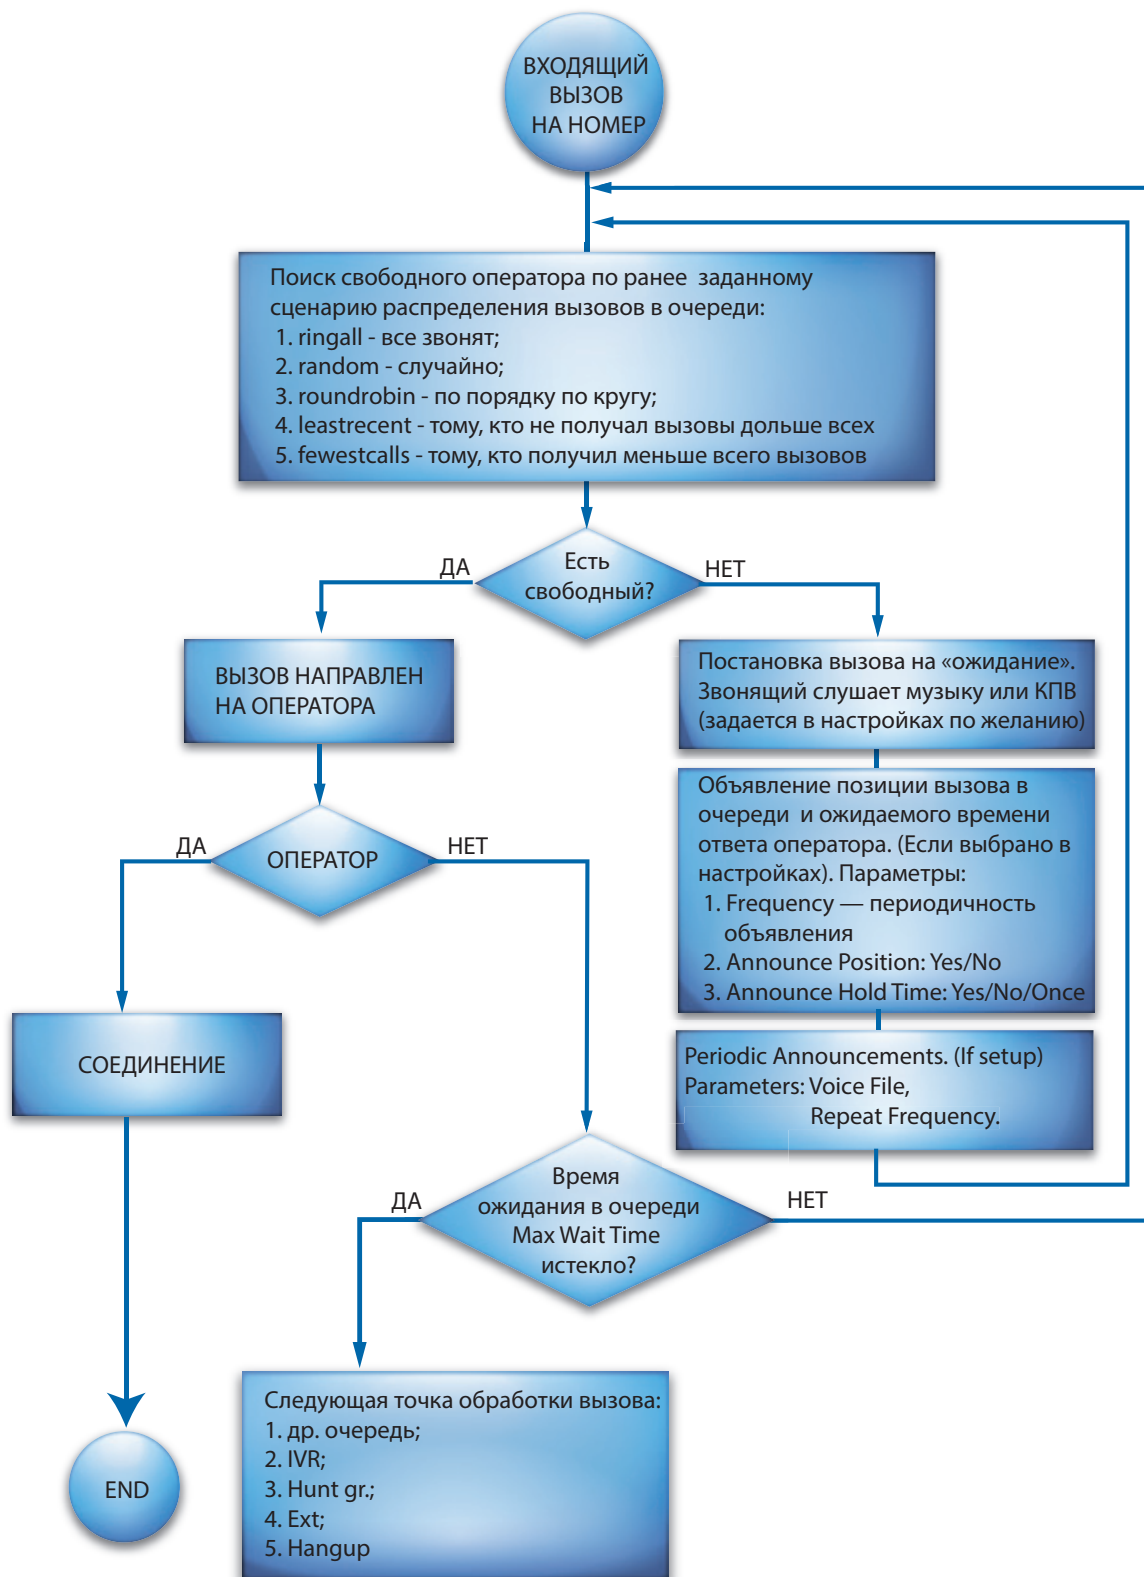 ВХОДЯЩИЙ
ВЫЗОВ
НА НОМЕР
Поиск свободного оператора по ранее заданному
сценарию распределения вызовов в очереди:
1. ringall - все звонят;
2. random - случайно;
3. roundrobin - по порядку по кругу;
4. leastrecent - тому, кто не получал вызовы дольше всех
5. fewestcalls - тому, кто получил меньше всего вызовов
Есть
свободный?
ДА
НЕТ
ВЫЗОВ НАПРАВЛЕН
НА ОПЕРАТОРА
Постановка вызова на «ожидание».
Звонящий слушает музыку или КПВ
(задается в настройках по желанию)
Объявление позиции вызова в
очереди и ожидаемого времени
ответа оператора. (Если выбрано в
настройках). Параметры:
1. Frequency — периодичность
объявления
2. Announce Position: Yes/No
3. Announce Hold Time: Yes/No/Once
ДА
ОПЕРАТОР
НЕТ
СОЕДИНЕНИЕ
Periodic Announcements. (If setup)
Parameters: Voice File,
Repeat Frequency.
Время
ожидания в очереди
Max Wait Time
истекло?
ДА
НЕТ
Следующая точка обработки вызова:
1. др. очередь;
2. IVR;
3. Hunt gr.;
4. Ext;
5. Hangup
END